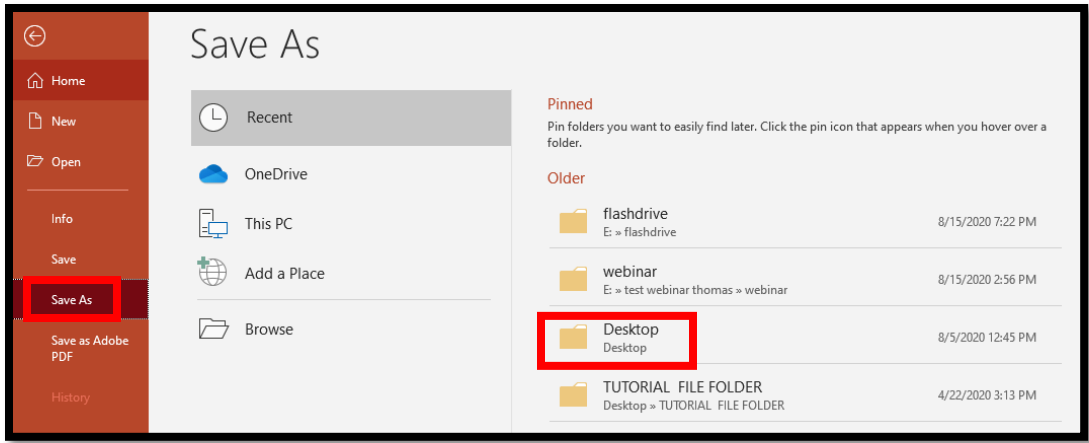 Save As
Home
New
Open
Info
Save
Save As
Save as Adobe
PDF
History
Recent
OneDrive
This PC
Add a Place
Browse
Pinned
Pin folders you want to easily find later. Click the pin icon that appears when you hover over a
folder.
Older
flashdrive 8/15/2020 7:22 PM
E: » flashdrive
webinar 8/15/2020 2:56 PM
E: » test webinar thomas » webinar
Desktop 8/5/2020 12:45 PM
Desktop
TUTORIAL FILE FOLDER 4/22/2020 3:13 PM
Desktop » TUTORIAL FILE FOLDER